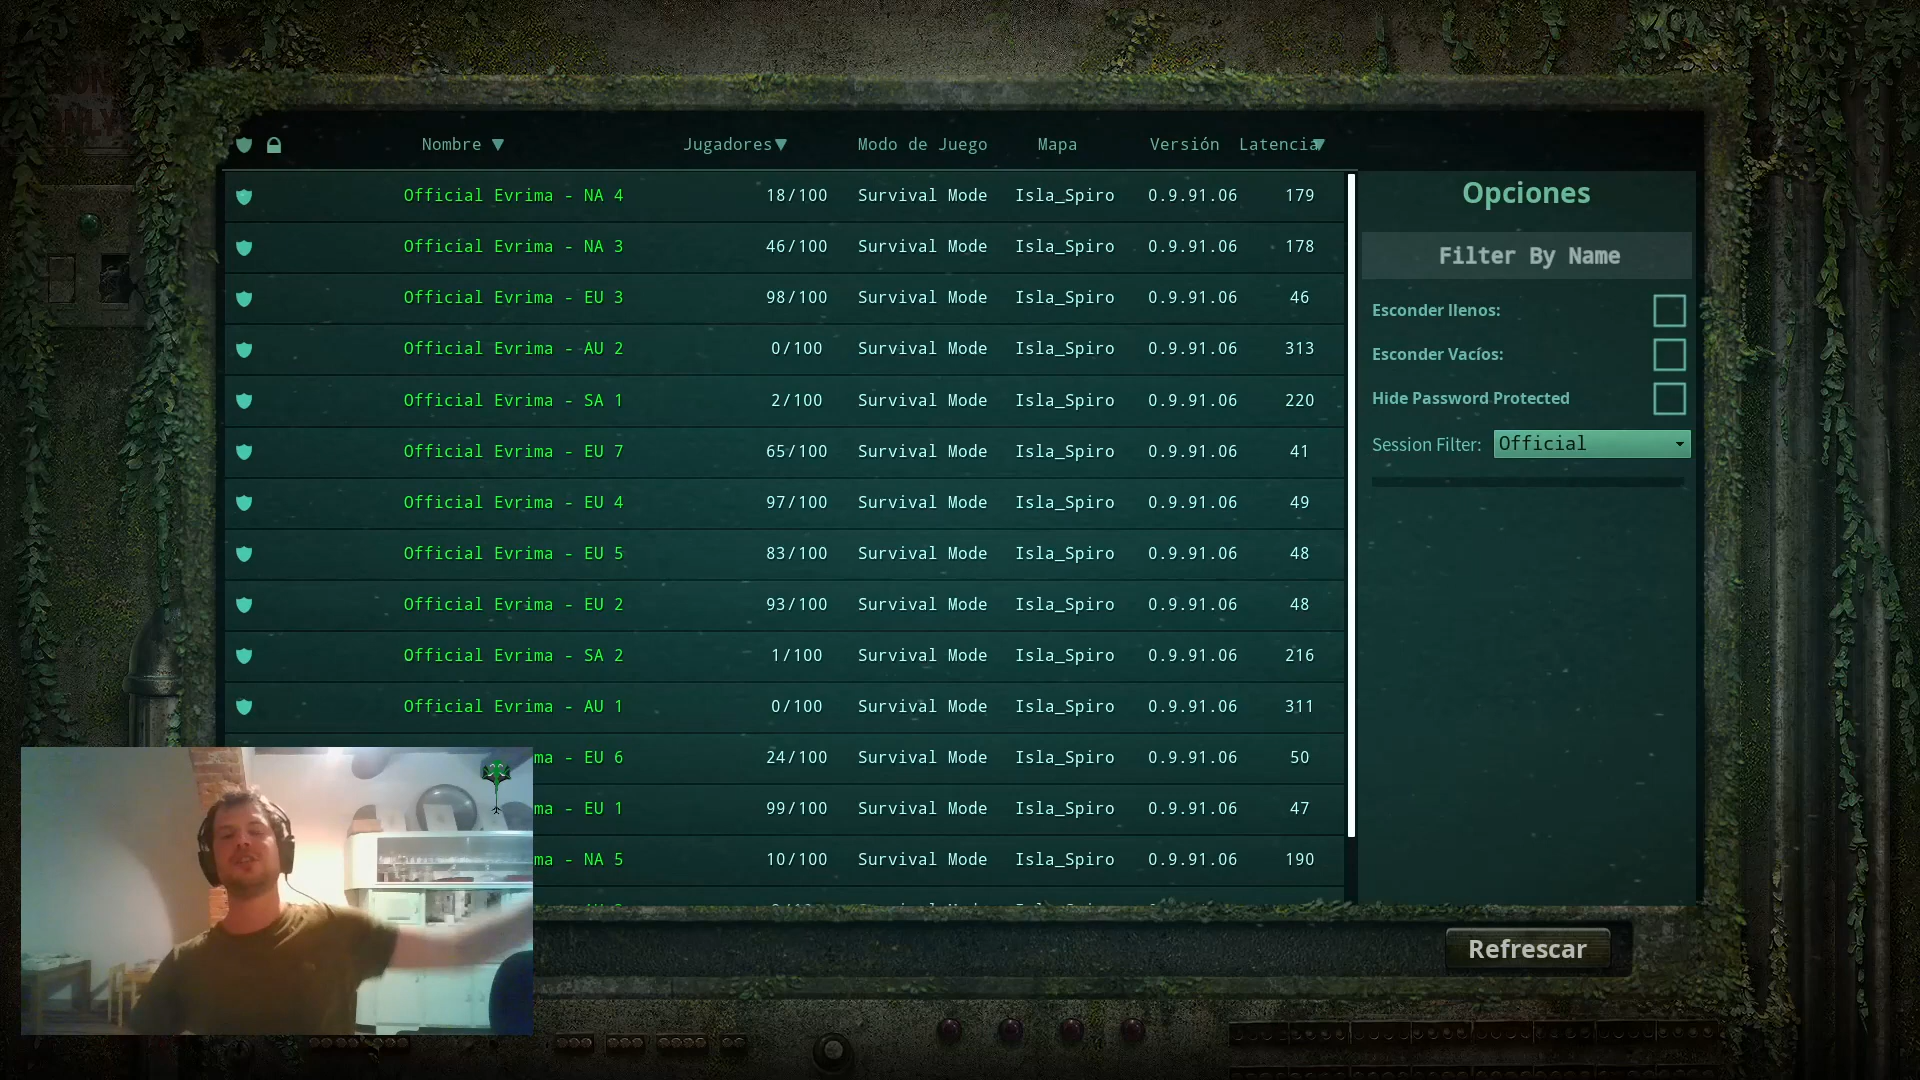 Nombre ▼ Jugadores▼ Modo de Juego Mapa Versión Latencia▼
Official Evrima - NA 4 18/100 Survival Mode Isla_Spiro 0.9.91.06 179
Official Evrima - NA 3 46/100 Survival Mode Isla_Spiro 0.9.91.06 178
Official Evrima - EU 3 98/100 Survival Mode Isla_Spiro 0.9.91.06 46
Official Evrima - AU 2 0/100 Survival Mode Isla_Spiro 0.9.91.06 313
Official Evrima - SA 1 2/100 Survival Mode Isla_Spiro 0.9.91.06 220
Official Evrima - EU 7 65/100 Survival Mode Isla_Spiro 0.9.91.06 41
Official Evrima - EU 4 97/100 Survival Mode Isla_Spiro 0.9.91.06 49
Official Evrima - EU 5 83/100 Survival Mode Isla_Spiro 0.9.91.06 48
Official Evrima - EU 2 93/100 Survival Mode Isla_Spiro 0.9.91.06 48
Official Evrima - SA 2 1/100 Survival Mode Isla_Spiro 0.9.91.06 216
Official Evrima - AU 1 0/100 Survival Mode Isla_Spiro 0.9.91.06 311
ma - EU 6 24/100 Survival Mode Isla_Spiro 0.9.91.06 50
ma - EU 1 99/100 Survival Mode Isla_Spiro 0.9.91.06 47
ma - NA 5 10/100 Survival Mode Isla_Spiro 0.9.91.06 190
Opciones
Filter By Name
Esconder llenos:
Esconder Vacíos:
Hide Password Protected
Session Filter: Official
Refrescar